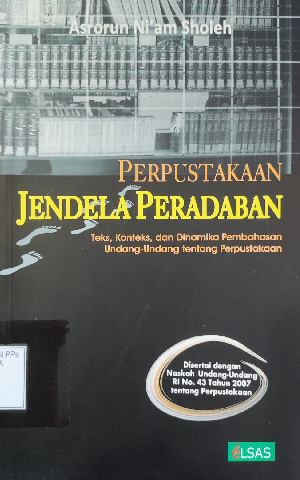 Asrorun Ni'am Sholeh
PERPUSTAKAAN
JENDELA PERADABAN
Teks, Konteks, dan Dinamika Pembahasan
Undang-Undang tentang Perpustakaan
Disertai dengan
Naskah Undang-Undang
RI No. 43 Tahun 2007
tentang Perpustakaan
PPs
eLSAS